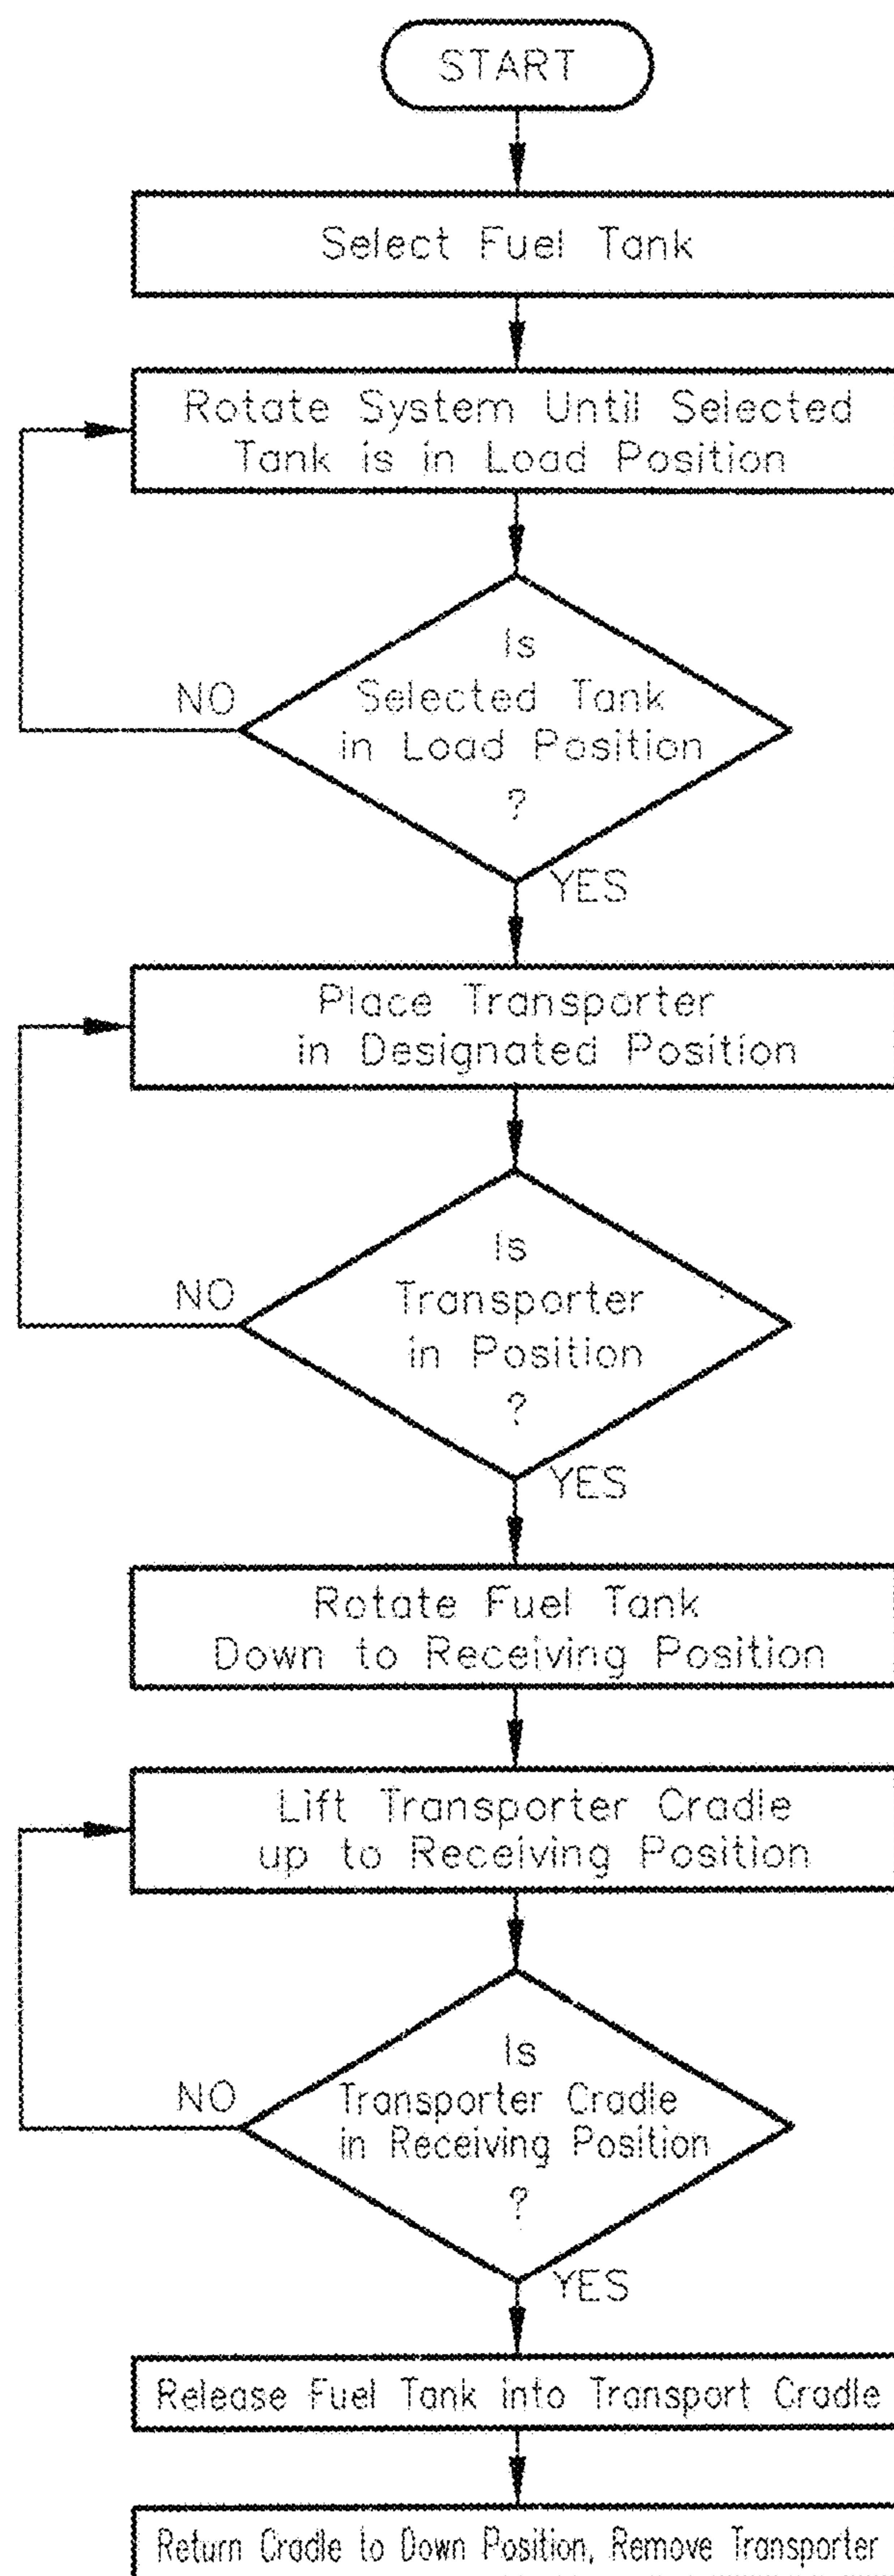 START
Select Fuel Tank
Rotate System Until Selected
Tank is in Load Position
Is
Selected Tank
in Load Position
?
NO
YES
Place Transporter
in Designated Position
Is
Transporter
in Position
?
NO
YES
Rotate Fuel Tank
Down to Receiving Position
Lift Transporter Cradle
up to Receiving Position
Is
Transporter Cradle
in Receiving Position
?
NO
YES
Release Fuel Tank into Transport Cradle
Return Cradle to Down Position, Remove Transporter